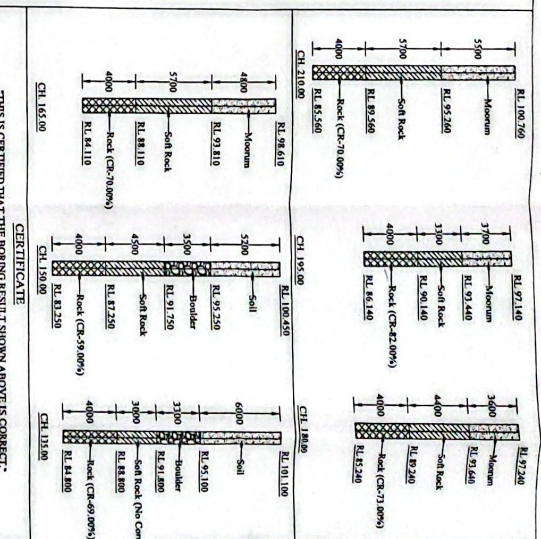 RL 100.760
5500
Moorum
RL 95.260
5700
Soft Rock
RL 89.560
4000
Rock (CR-70.00%)
RL 85.560
CH 210.00
RL 97.140
3700
Moorum
RL 93.440
3300
Soft Rock
RL 90.140
4000
Rock (CR-82.00%)
RL 86.140
CH 195.00
RL 97.240
3600
Moorum
RL 93.640
4400
Soft Rock
RL 89.240
4000
Rock (CR-73.00%)
RL 85.240
CH. 180.00
RL 98.610
4800
Moorum
RL 93.810
5700
Soft Rock
RL 88.110
4000
Rock (CR-70.00%)
RL 84.110
CH. 165.00
RL 100.450
5200
Soil
RL 95.250
3500
Boulder
RL 91.750
4500
Soft Rock
RL 87.250
4000
Rock (CR-59.00%)
RL 83.250
CH. 150.00
RL 101.100
6000
Soil
RL 95.100
3300
Boulder
RL 91.800
3000
Soft Rock (No Con
RL 88.800
4000
Rock (CR-69.00%)
RL 84.800
CH. 135.00
CERTIFICATE
"THIS IS CERTIFIED THAT THE BORING RESULT SHOWN ABOVE IS CORRECT."